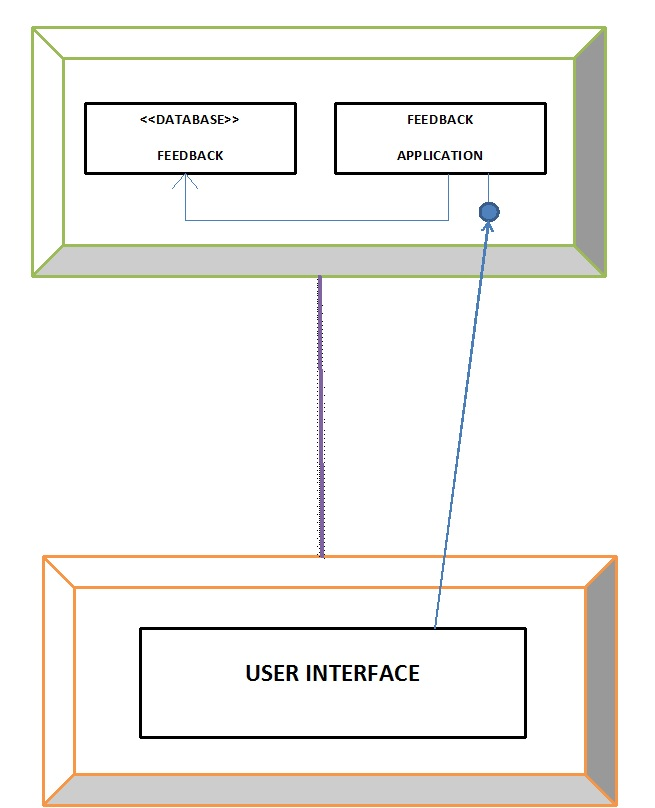 <<DATABASE>>
FEEDBACK
FEEDBACK
APPLICATION
USER INTERFACE